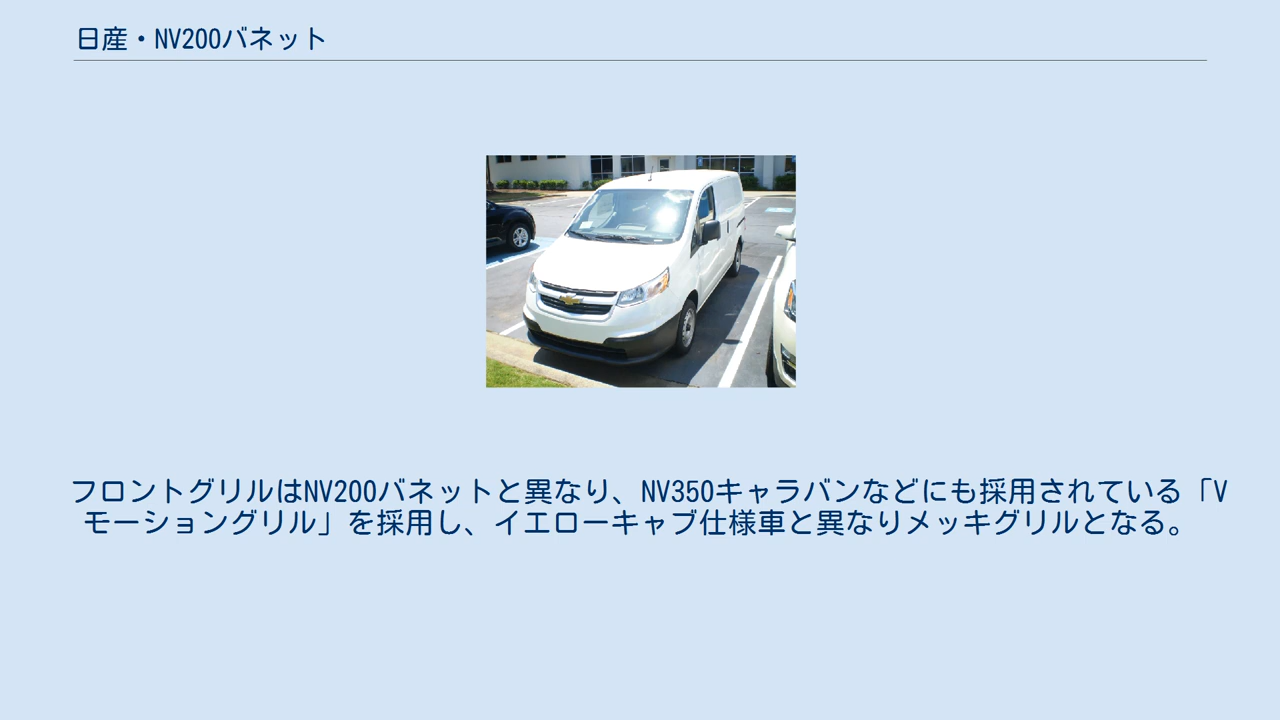 日産・NV200バネット
フロントグリルはNV200バネットと異なり、NV350キャラバンなどにも採用されている「V
モーショングリル」を採用し、イエローキャブ仕様車と異なりメッキグリルとなる。